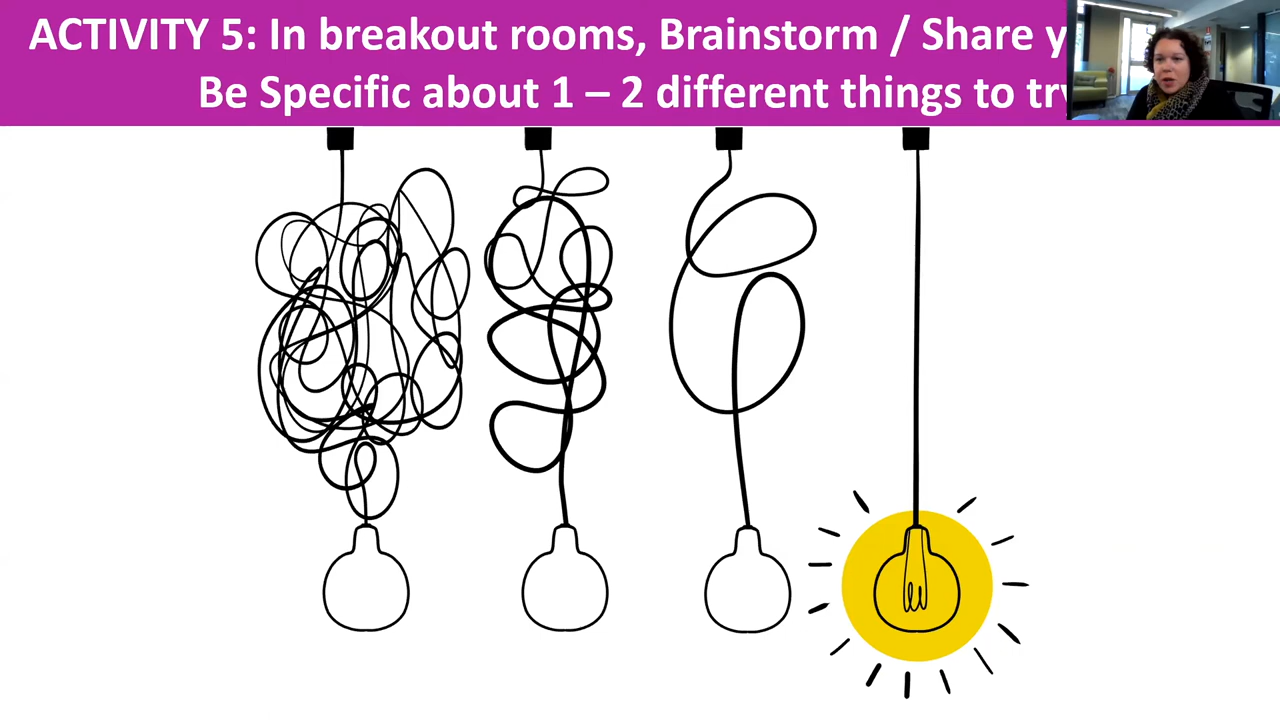 ACTIVITY 5: In breakout rooms, Brainstorm / Share
Be Specific about 1 – 2 different things to